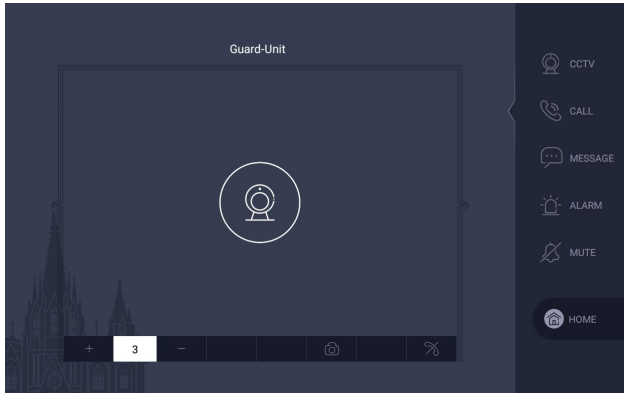 Guard-Unit
CCTV
CALL
MESSAGE
ALARM
MUTE
HOME
+ 3 −